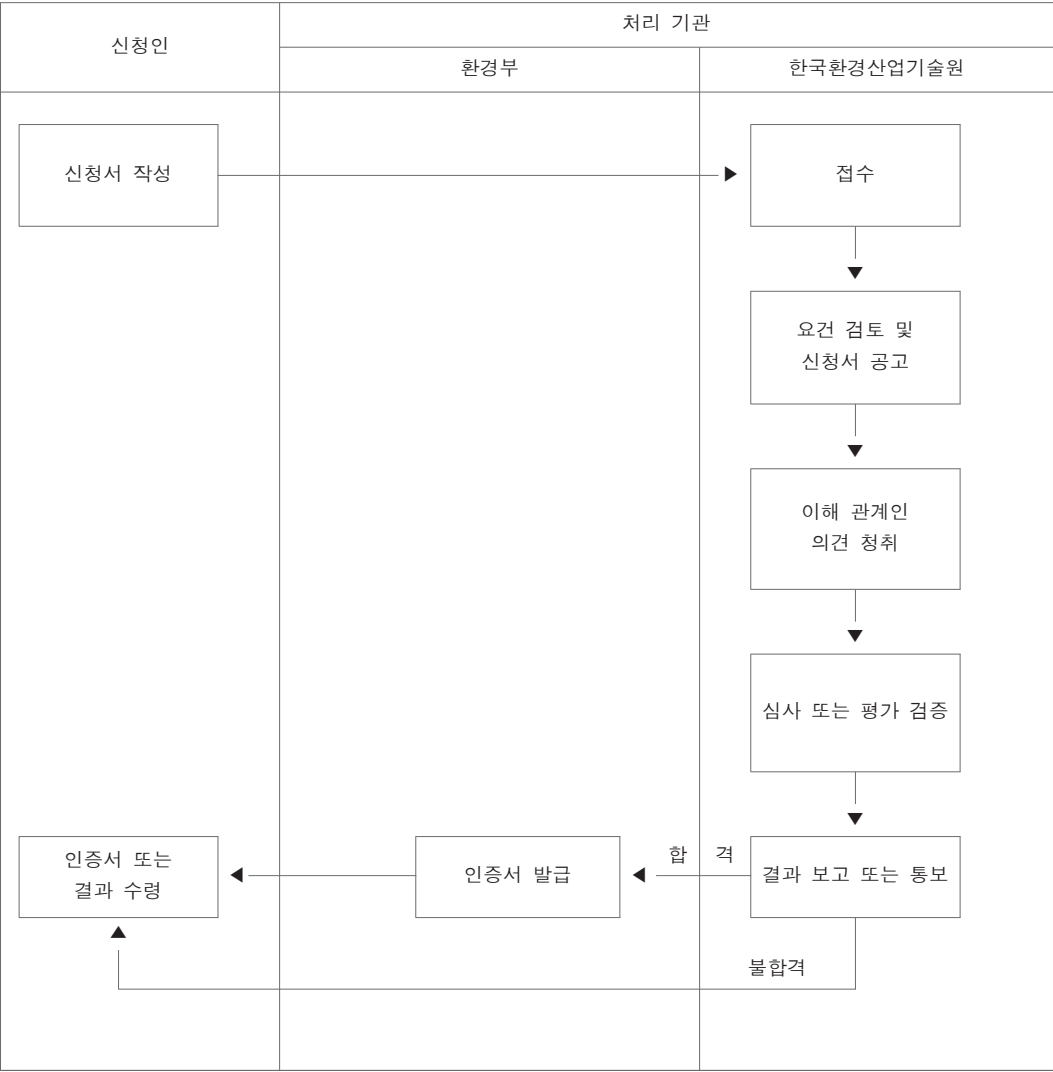 신청인
처리 기관
환경부
한국환경산업기술원
신청서 작성
접수
요건 검토 및
신청서 공고
이해 관계인
의견 청취
심사 또는 평가 검증
인증서 또는
결과 수령
인증서 발급
합 격
결과 보고 또는 통보
불합격